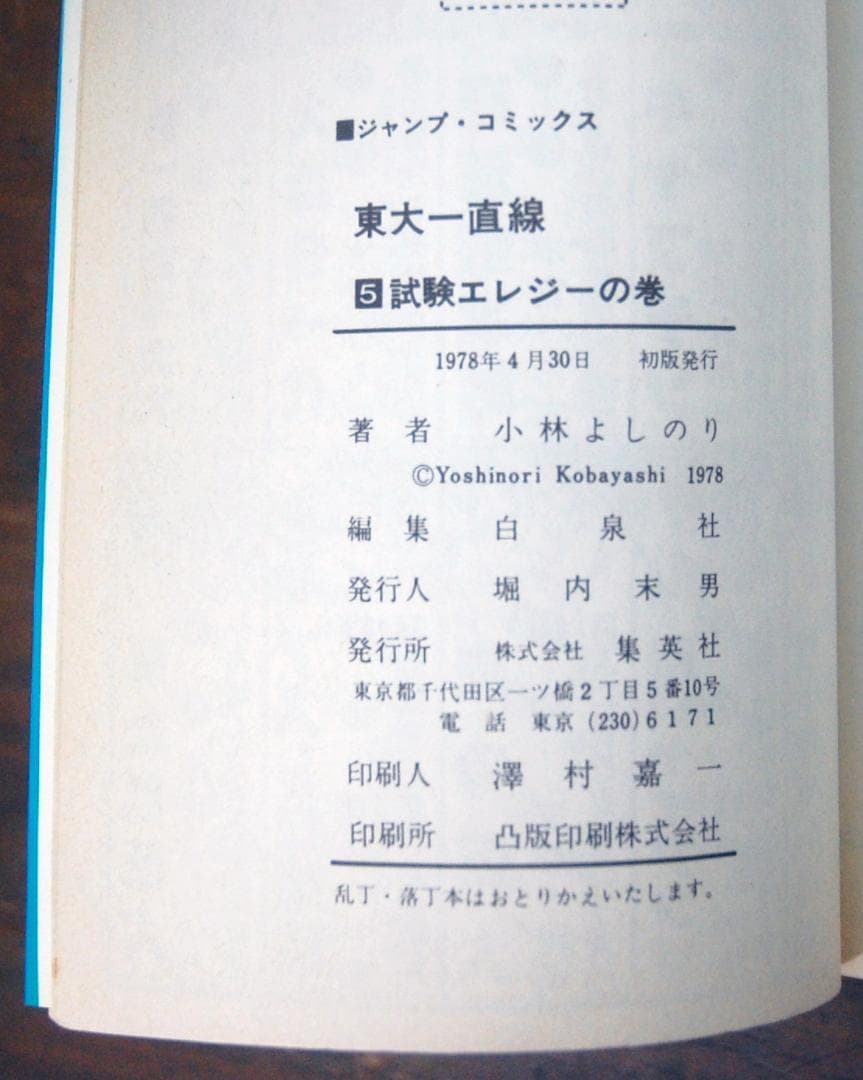 ■ジャンプ・コミックス
東大一直線
5試験エレジーの巻
1978年4月30日 初版発行
著者 小林よしのり
©Yoshinori Kobayashi 1978
編集 白泉社
発行人 堀内末男
発行所 株式会社 集英社
東京都千代田区一ツ橋2丁目5番10号
電話 東京(230)6171
印刷人 澤村嘉一
印刷所 凸版印刷株式会社
乱丁・落丁本はおとりかえいたします。